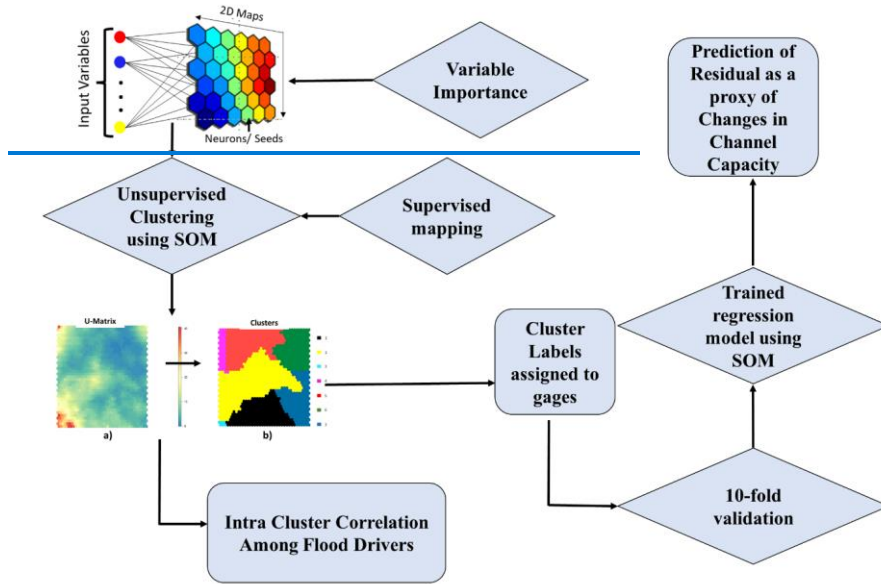 2D Maps
Input Variables
Neurons/ Seeds
Variable
Importance
Prediction of
Residual as a
proxy of
Changes in
Channel
Capacity
Unsupervised
Clustering
using SOM
Supervised
mapping
U-Matrix
a)
Clusters
b)
Cluster
Labels
assigned to
gages
Trained
regression
model using
SOM
10-fold
validation
Intra Cluster Correlation
Among Flood Drivers